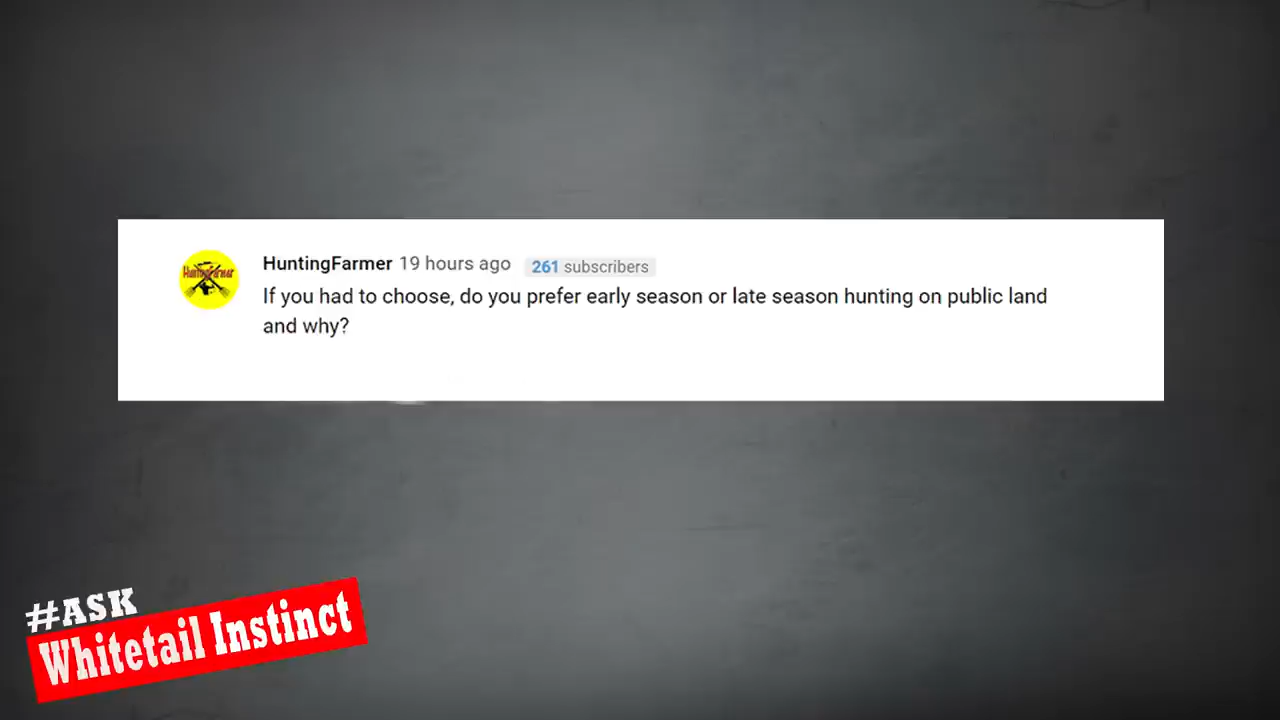 HuntingFarmer
HuntingFarmer 19 hours ago 261 subscribers
If you had to choose, do you prefer early season or late season hunting on public land
and why?
#ASK
Whitetail Instinct